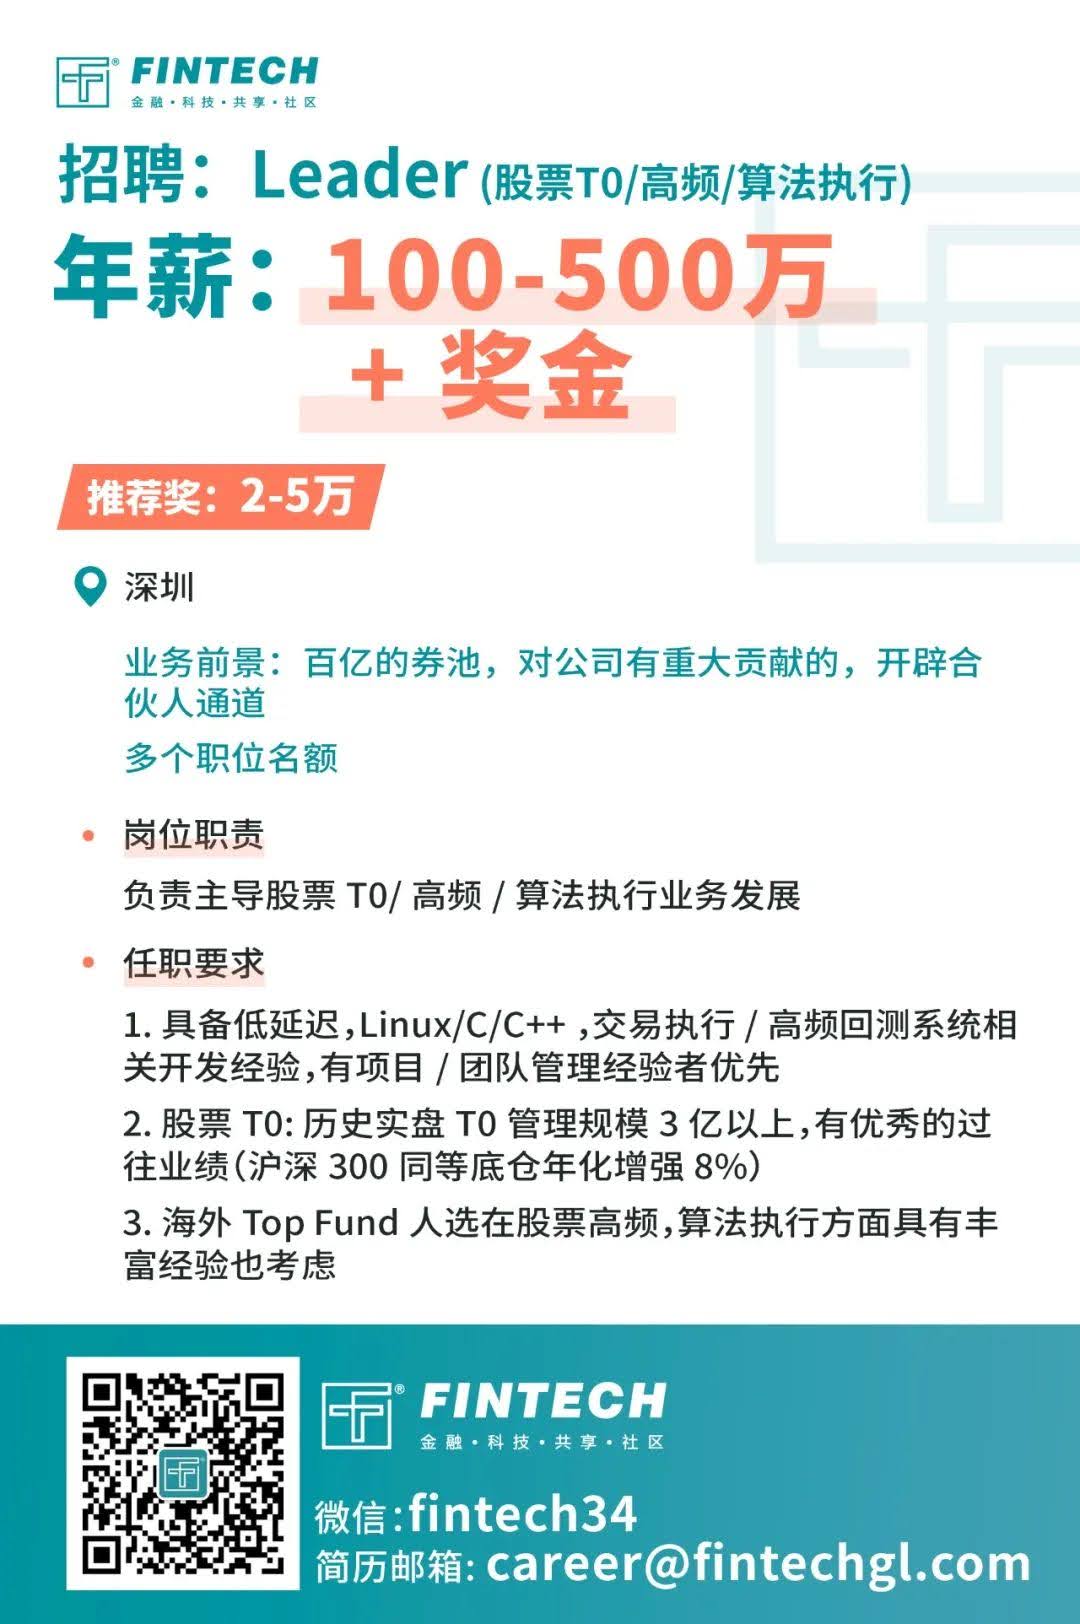 FINTECH
金融·科技·共享·社区
招聘：Leader (股票T0/高频/算法执行)
年薪：100-500万
+ 奖金
推荐奖：2-5万
深圳
业务前景：百亿的券池，对公司有重大贡献的，开辟合
伙人通道
多个职位名额
岗位职责
负责主导股票 T0/ 高频 / 算法执行业务发展
任职要求
1. 具备低延迟,Linux/C/C++ ,交易执行 / 高频回测系统相
关开发经验,有项目 / 团队管理经验者优先
2. 股票 T0: 历史实盘 T0 管理规模 3 亿以上,有优秀的过
往业绩(沪深 300 同等底仓年化增强 8%)
3. 海外 Top Fund 人选在股票高频,算法执行方面具有丰
富经验也考虑
FINTECH
金融·科技·共享·社区
微信:fintech34
简历邮箱: career@fintechgl.com